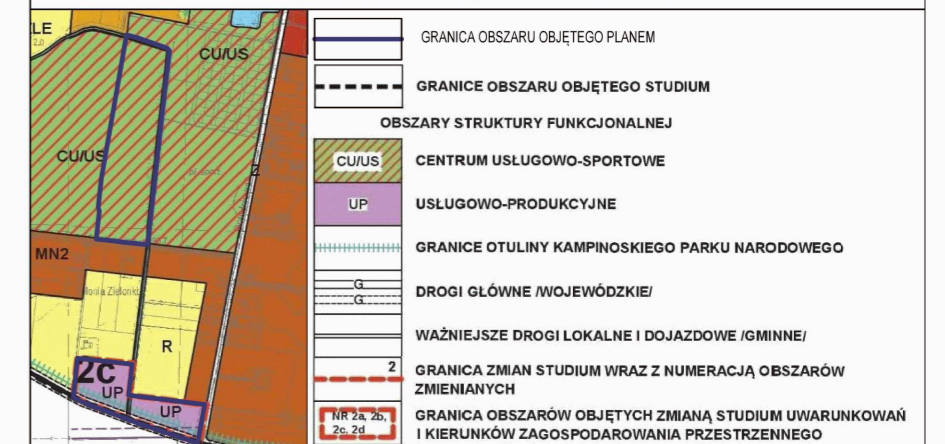 LE
2,0
CU/US
CU/US
MN2
R
2c
UP
UP
GRANICA OBSZARU OBJĘTEGO PLANEM
GRANICE OBSZARU OBJĘTEGO STUDIUM
OBSZARY STRUKTURY FUNKCJONALNEJ
CU/US CENTRUM USŁUGOWO-SPORTOWE
UP USŁUGOWO-PRODUKCYJNE
GRANICE OTULINY KAMPINOSKIEGO PARKU NARODOWEGO
G
G
DROGI GŁÓWNE /WOJEWÓDZKIE/
WAŻNIEJSZE DROGI LOKALNE I DOJAZDOWE /GMINNE/
2
GRANICA ZMIAN STUDIUM WRAZ Z NUMERACJĄ OBSZARÓW
ZMIENIANYCH
NR 2a, 2b,
2c, 2d
GRANICA OBSZARÓW OBJĘTYCH ZMIANĄ STUDIUM UWARUNKOWAŃ
I KIERUNKÓW ZAGOSPODAROWANIA PRZESTRZENNEGO